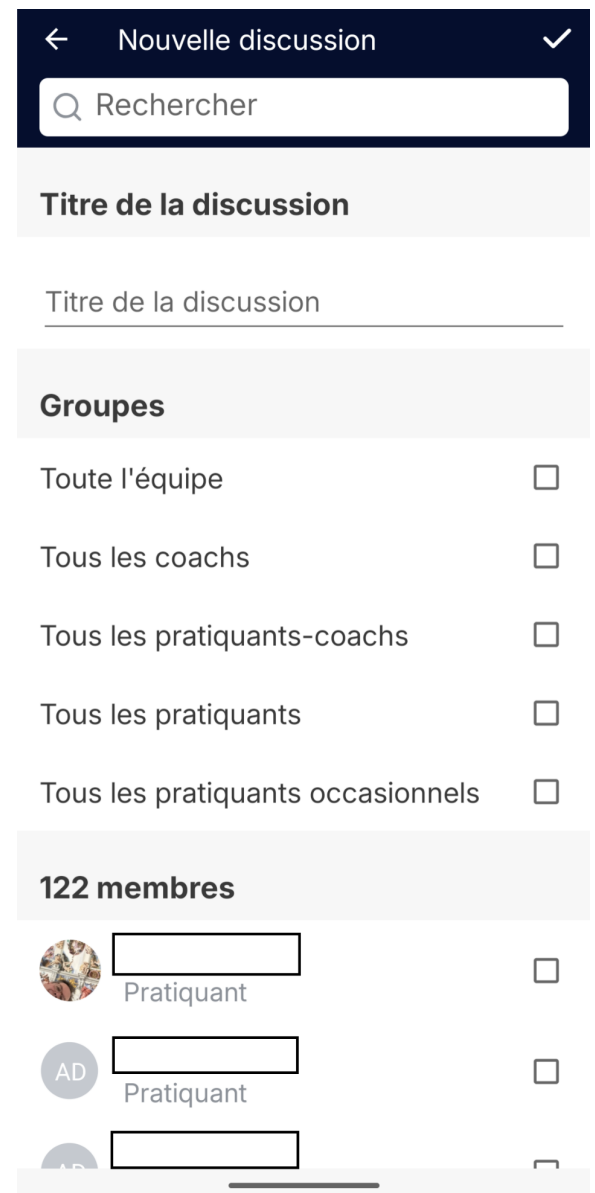 Nouvelle discussion
Rechercher
Titre de la discussion
Titre de la discussion
Groupes
Toute l'équipe
Tous les coachs
Tous les pratiquants-coachs
Tous les pratiquants
Tous les pratiquants occasionnels
122 membres
Pratiquant
AD
Pratiquant